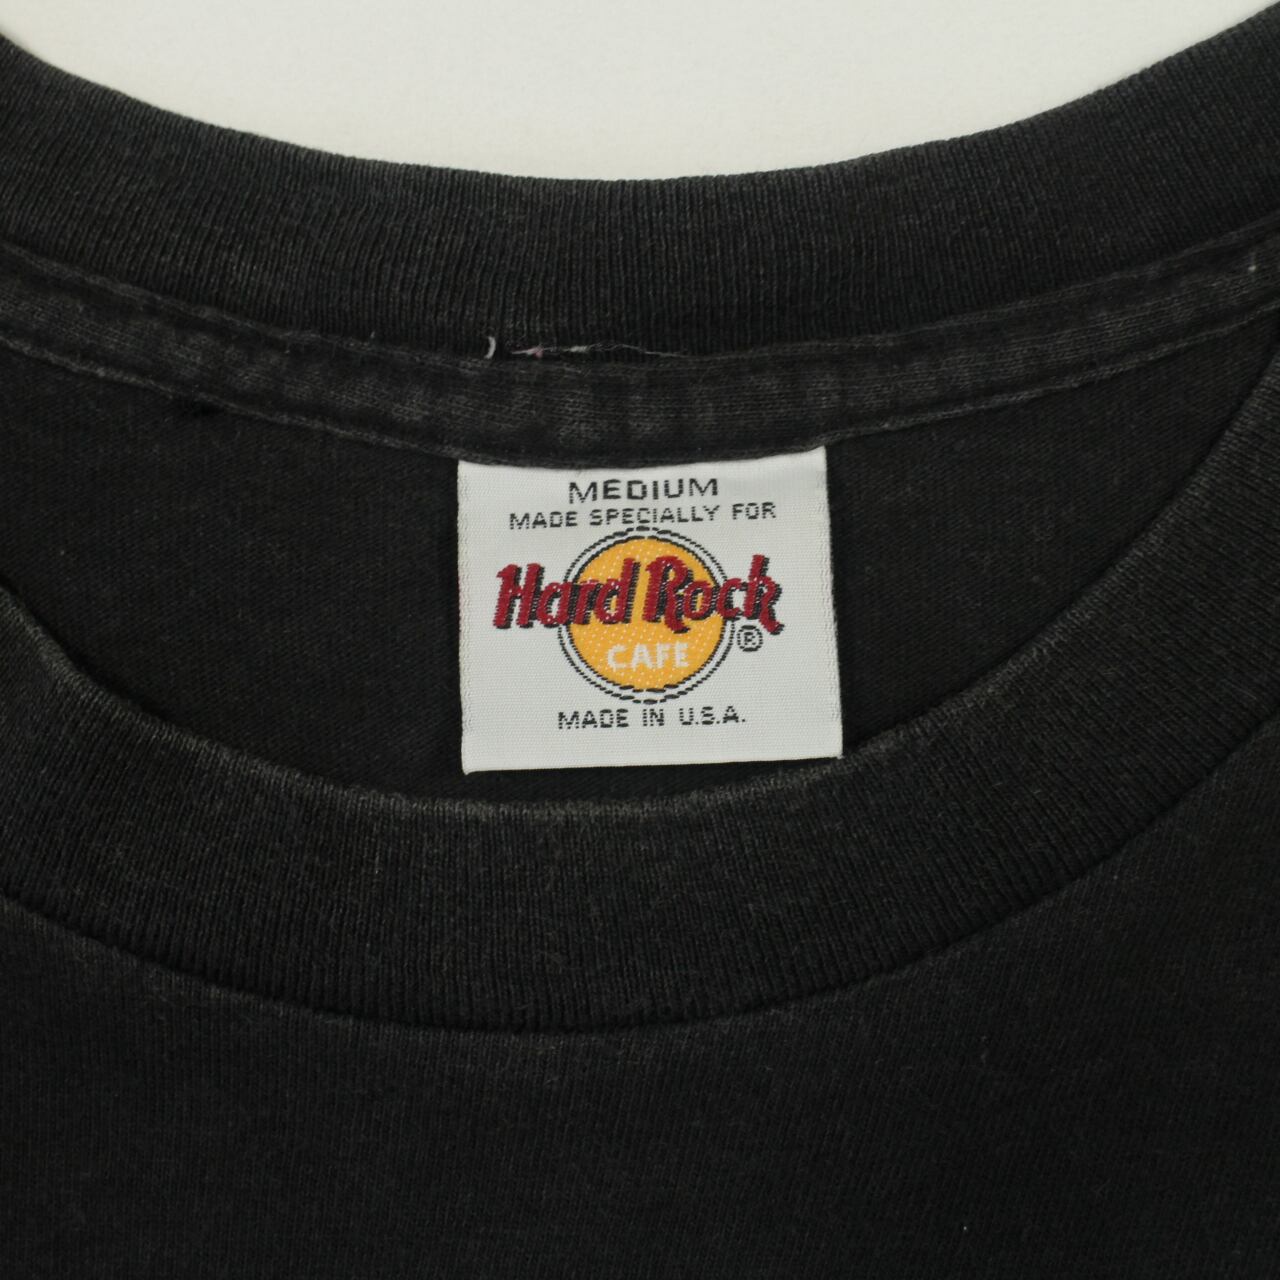 MEDIUM
MADE SPECIALLY FOR
Hard Rock
CAFE
®
MADE IN U.S.A.